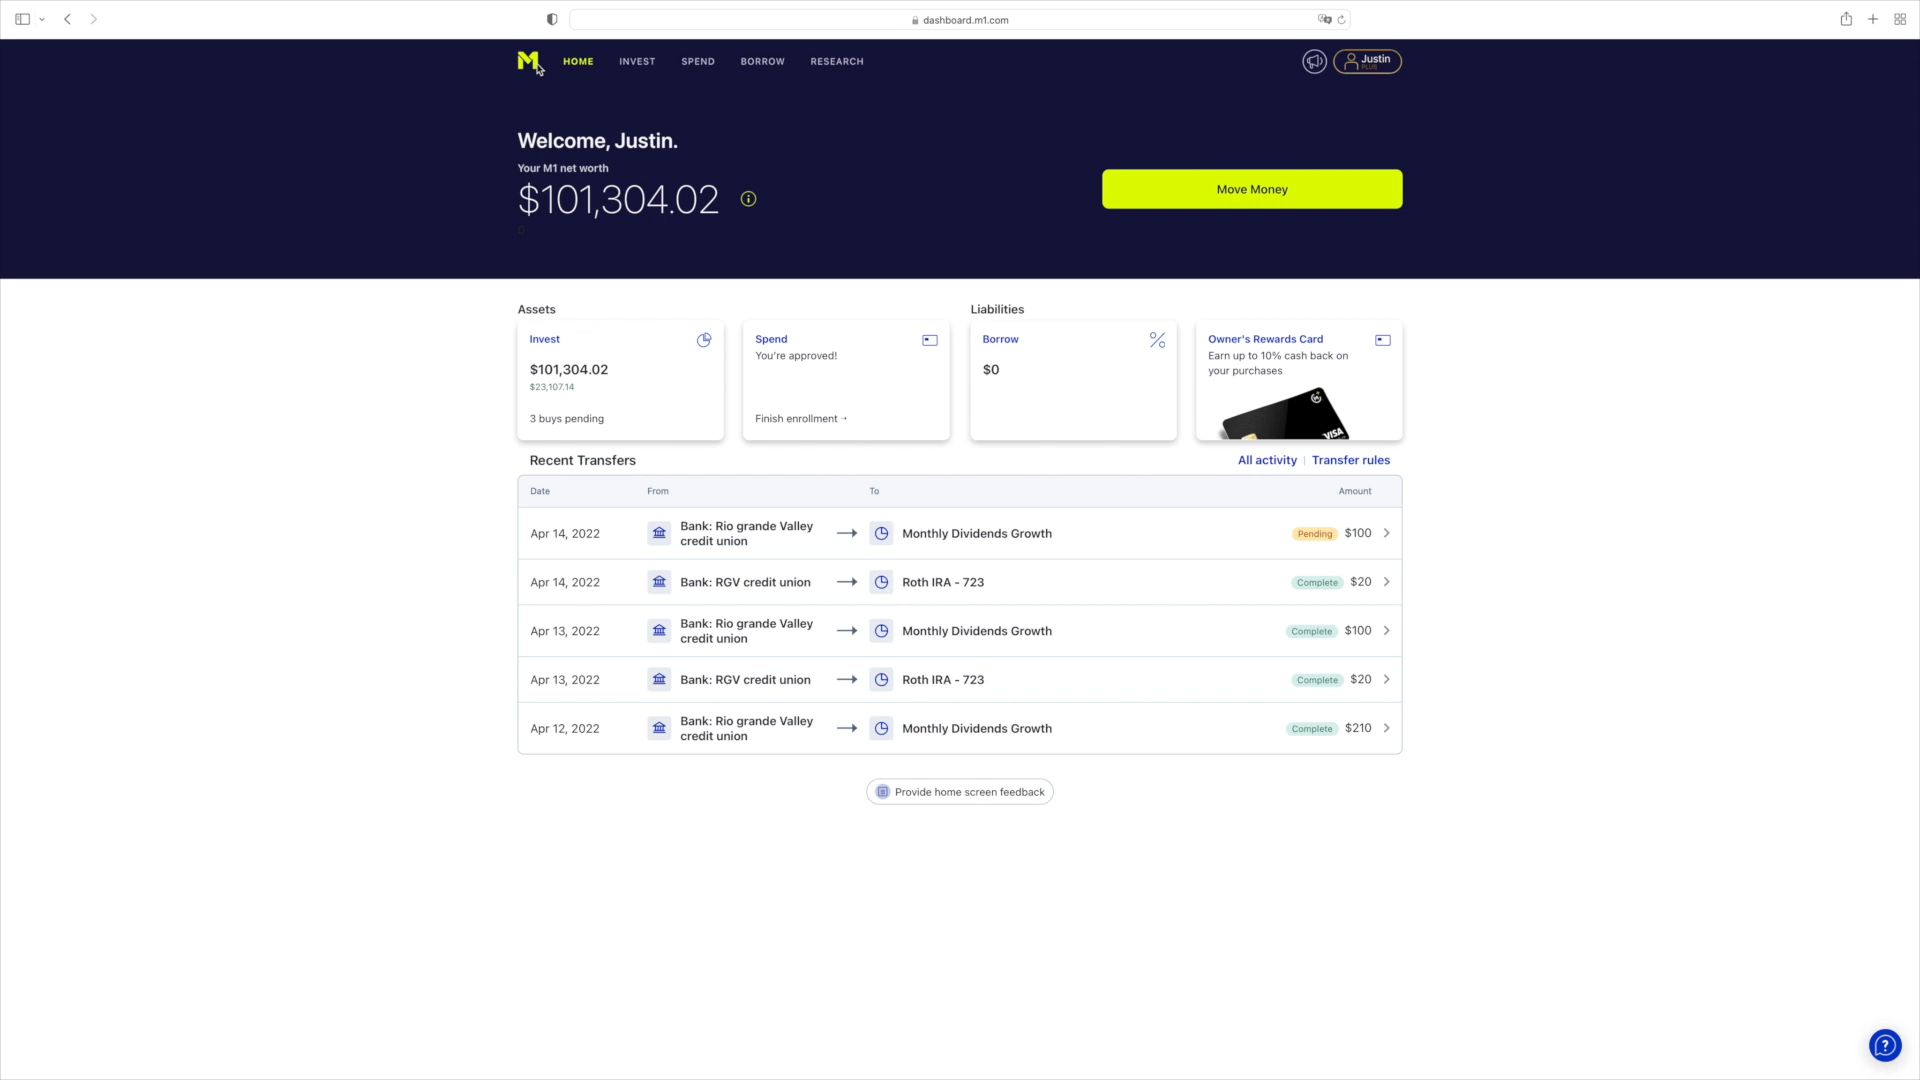 dashboard.m1.com
M HOME INVEST SPEND BORROW RESEARCH
Justin
PLUS
Welcome, Justin.
Your M1 net worth
$101,304.02
Move Money
0
Assets
Liabilities
Invest
$101,304.02
$23,107.14
3 buys pending
Spend
You're approved!
Finish enrollment →
Borrow
$0
Owner's Rewards Card
Earn up to 10% cash back on
your purchases
VISA
Recent Transfers
All activity | Transfer rules
Date From To Amount
Apr 14, 2022 Bank: Rio grande Valley
credit union → Monthly Dividends Growth Pending $100
Apr 14, 2022 Bank: RGV credit union → Roth IRA - 723 Complete $20
Apr 13, 2022 Bank: Rio grande Valley
credit union → Monthly Dividends Growth Complete $100
Apr 13, 2022 Bank: RGV credit union → Roth IRA - 723 Complete $20
Apr 12, 2022 Bank: Rio grande Valley
credit union → Monthly Dividends Growth Complete $210
Provide home screen feedback